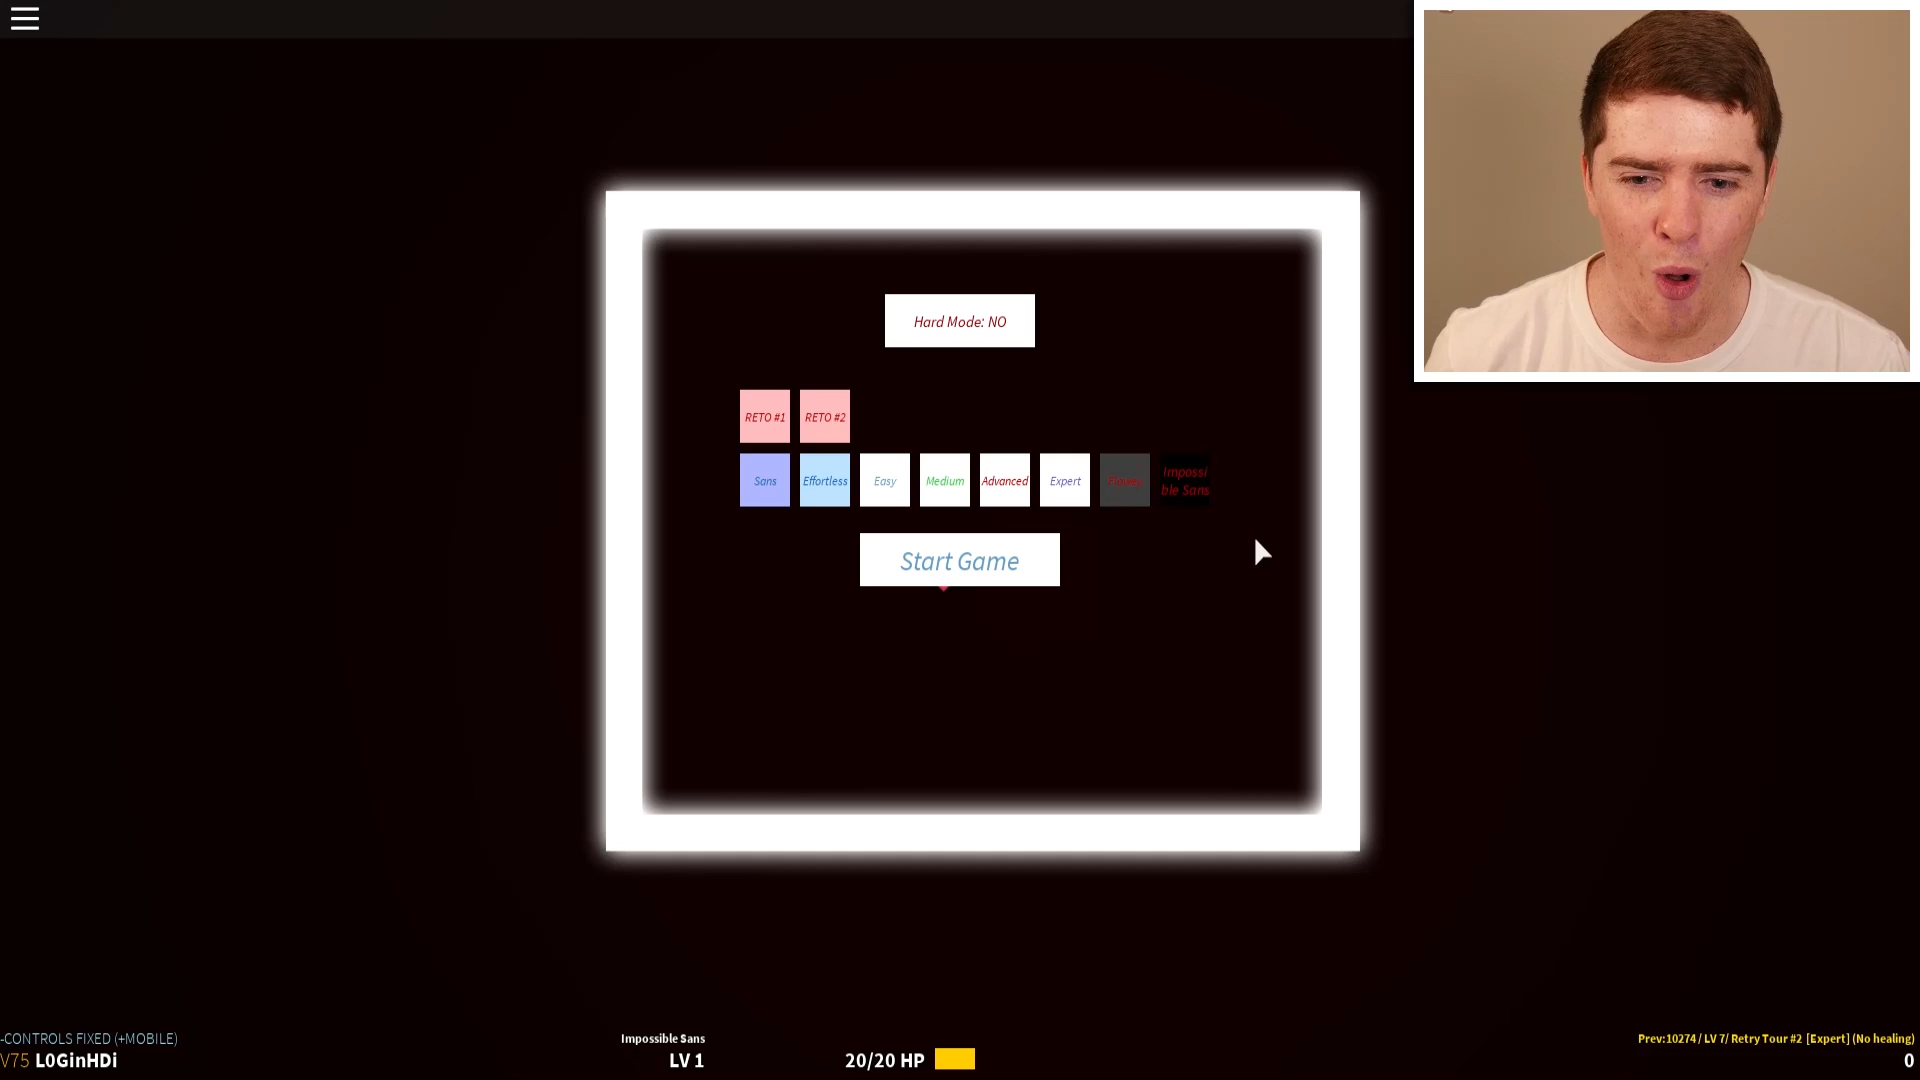 Hard Mode: NO
RETO #1 RETO #2
Sans Effortless Easy Medium Advanced Expert
Impossi
ble Sans
Start Game
-CONTROLS FIXED (+MOBILE)
V75 L0GinHDi
Impossible Sans
LV 1
20/20 HP
Prev:10274 / LV 7/ Retry Tour #2 [Expert] (No healing)
0